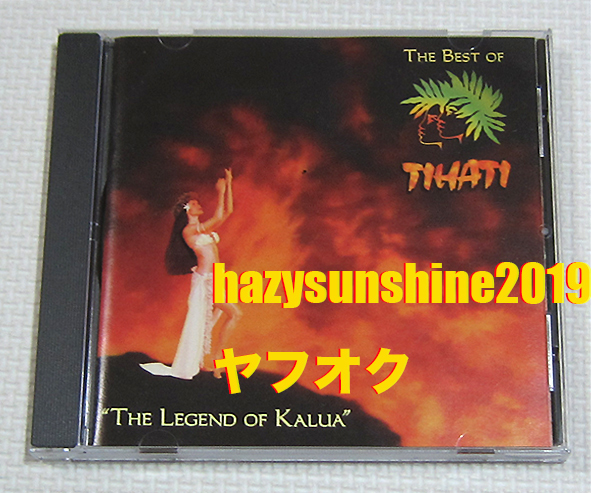 THE BEST OF
TIHATI
hazysunshine2019
ヤフオク
"THE LEGEND OF KALUA"